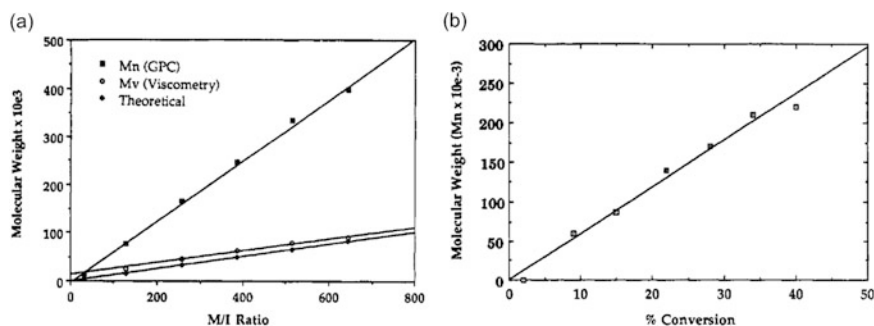 (a)
Molecular Weight x 10e3
500
400
300
200
100
0
Mn (GPC)
Mv (Viscometry)
Theoretical
0 200 400 600 800
M/I Ratio
(b)
Molecular Weight (Mn x 10e-3)
300
250
200
150
100
50
0
0 10 20 30 40 50
% Conversion